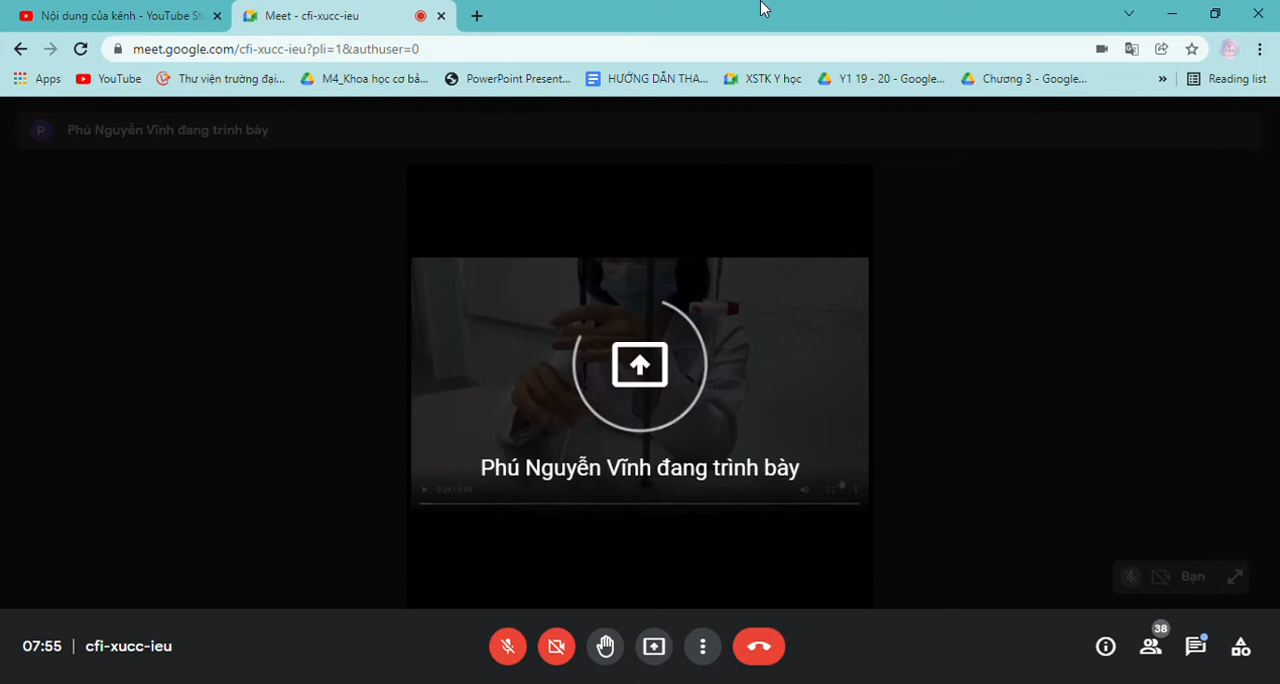 Nội dung của kênh - YouTube St
Meet - cfi-xucc-ieu
meet.google.com/cfi-xucc-ieu?pli=1&authuser=0
Apps
YouTube
Thư viện trường đại...
M4_Khoa học cơ bả...
PowerPoint Present...
HƯỚNG DẪN THA...
XSTK Y học
Y1 19 - 20 - Google...
Chương 3 - Google...
»
Reading list
P
Phú Nguyễn Vĩnh đang trình bày
Phú Nguyễn Vĩnh đang trình bày
Bạn
07:55 | cfi-xucc-ieu
38